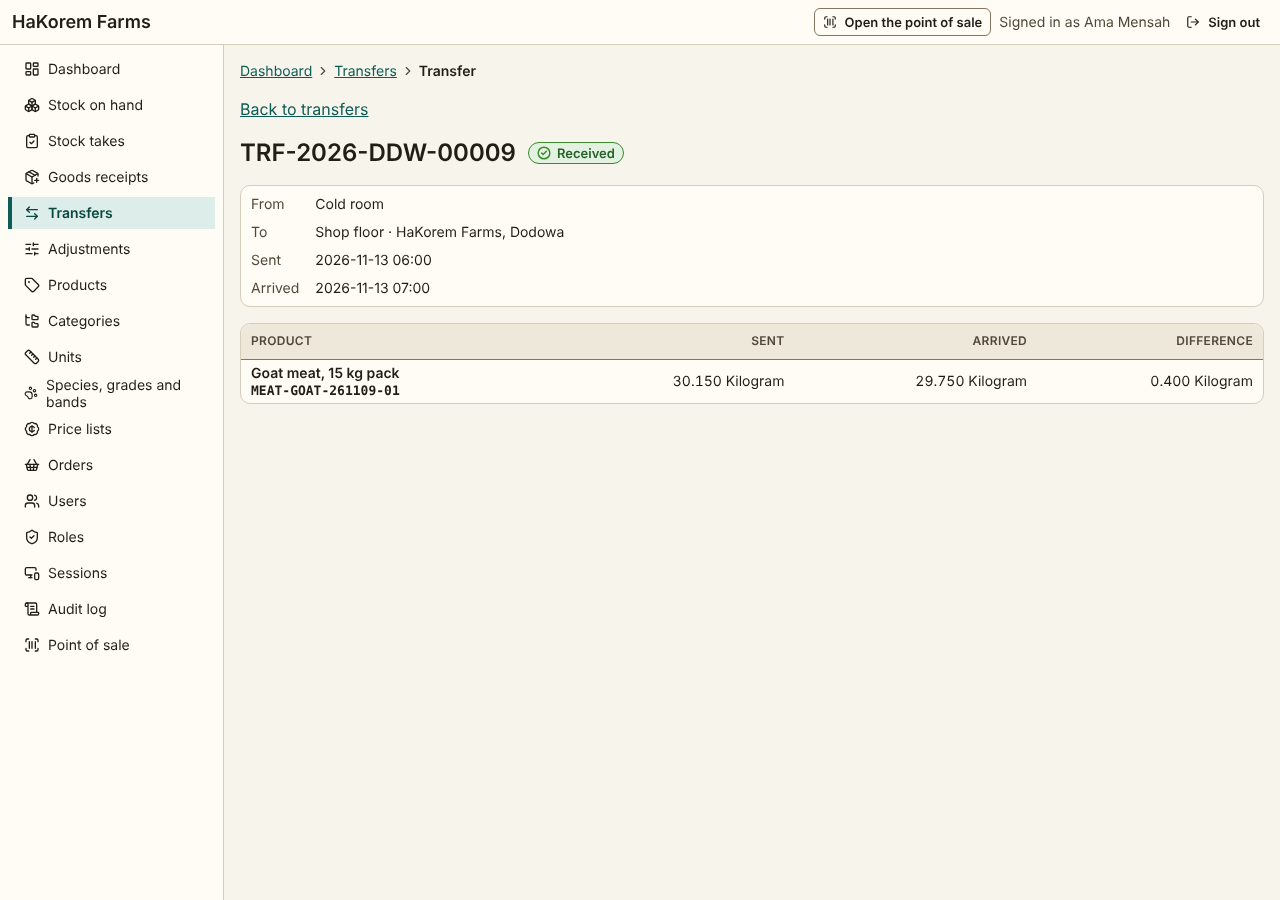 HaKorem Farms
Open the point of sale
Signed in as Ama Mensah
Sign out
Dashboard
Stock on hand
Stock takes
Goods receipts
Transfers
Adjustments
Products
Categories
Units
Species, grades and
bands
Price lists
Orders
Users
Roles
Sessions
Audit log
Point of sale
Dashboard > Transfers > Transfer
Back to transfers
TRF-2026-DDW-00009 Received
From Cold room
To Shop floor · HaKorem Farms, Dodowa
Sent 2026-11-13 06:00
Arrived 2026-11-13 07:00
PRODUCT SENT ARRIVED DIFFERENCE
Goat meat, 15 kg pack
MEAT-GOAT-261109-01
30.150 Kilogram 29.750 Kilogram 0.400 Kilogram